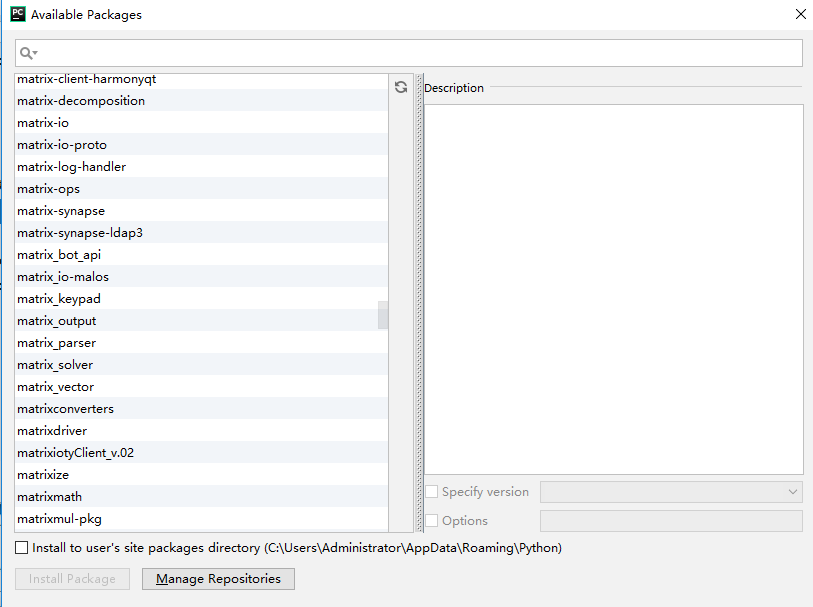 PC Available Packages
matrix-client-harmonyqt
matrix-decomposition
matrix-io
matrix-io-proto
matrix-log-handler
matrix-ops
matrix-synapse
matrix-synapse-ldap3
matrix_bot_api
matrix_io-malos
matrix_keypad
matrix_output
matrix_parser
matrix_solver
matrix_vector
matrixconverters
matrixdriver
matrixiotyClient_v.02
matrixize
matrixmath
matrixmul-pkg
Description
Specify version
Options
Install to user's site packages directory (C:\Users\Administrator\AppData\Roaming\Python)
Install Package
Manage Repositories